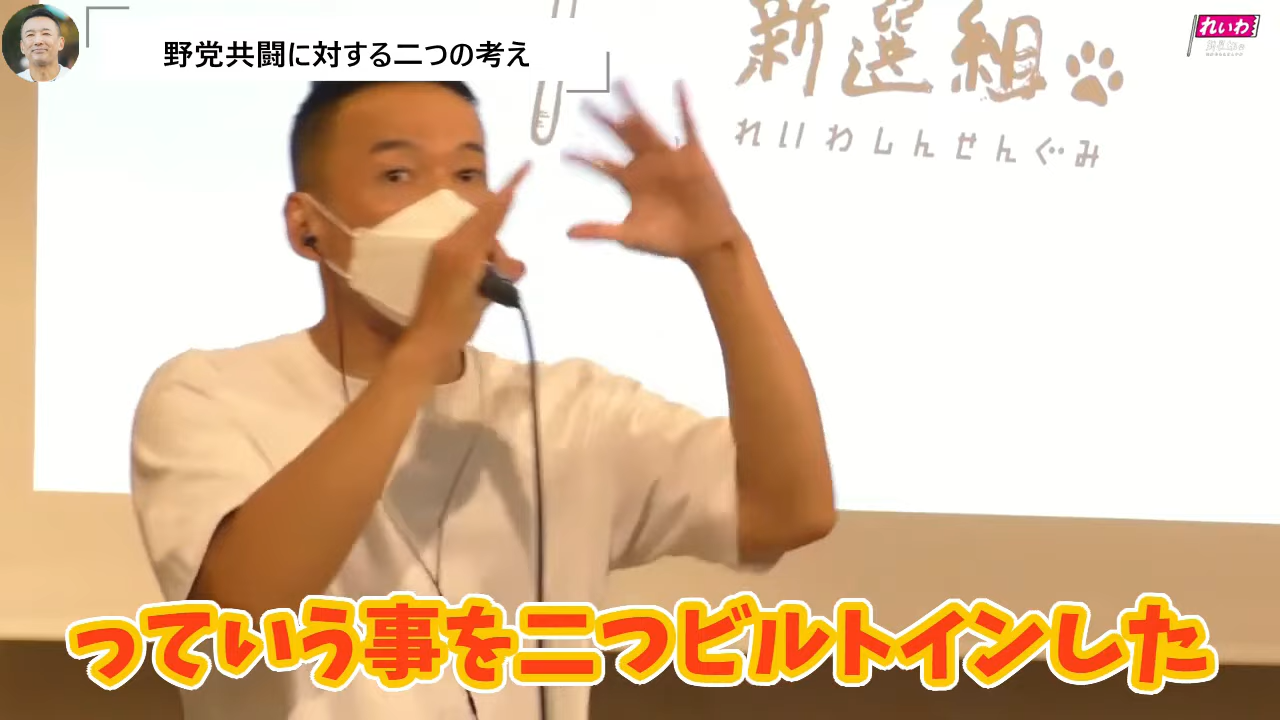 野党共闘に対する二つの考え
れいわ
新選組
れいわしんせんぐみ
っていう事を二つビルトインした